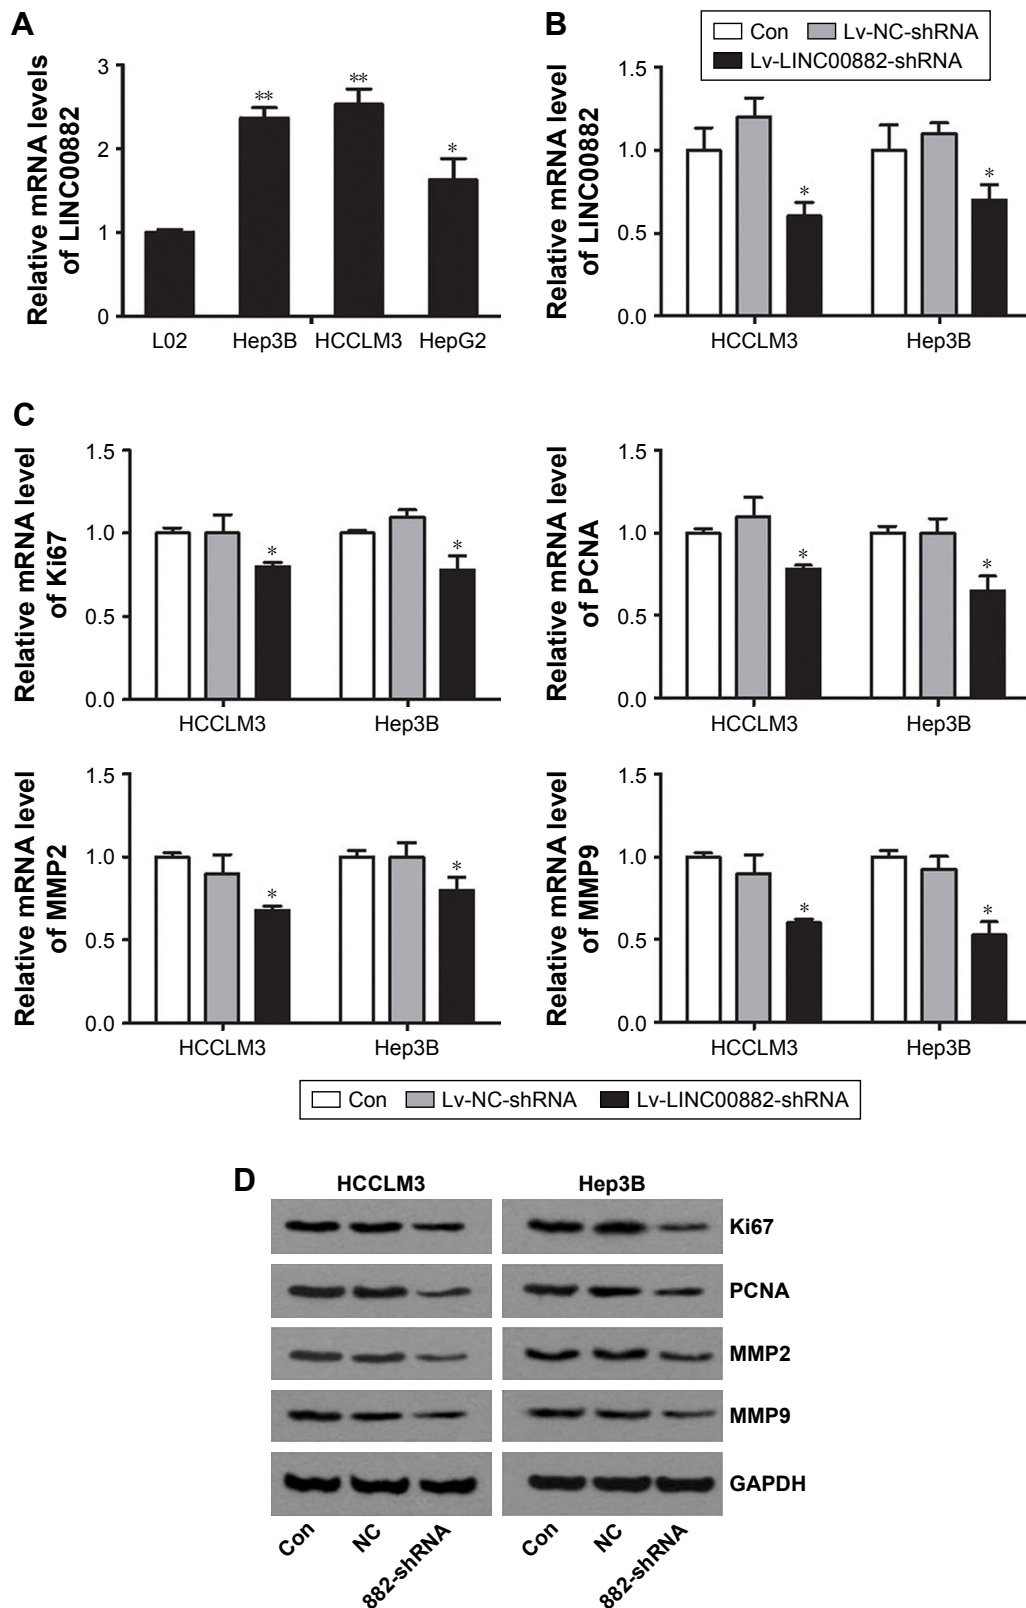 A
Relative mRNA levels
of LINC00882
3
2
1
0
**
**
*
L02 Hep3B HCCLM3 HepG2
B
Con Lv-NC-shRNA
Lv-LINC00882-shRNA
Relative mRNA levels
of LINC00882
1.5
1.0
0.5
0.0
*
*
HCCLM3 Hep3B
C
Relative mRNA level
of Ki67
1.5
1.0
0.5
0.0
*
*
HCCLM3 Hep3B
Relative mRNA level
of PCNA
1.5
1.0
0.5
0.0
*
*
HCCLM3 Hep3B
Relative mRNA level
of MMP2
1.5
1.0
0.5
0.0
*
*
HCCLM3 Hep3B
Relative mRNA level
of MMP9
1.5
1.0
0.5
0.0
*
*
HCCLM3 Hep3B
Con Lv-NC-shRNA Lv-LINC00882-shRNA
D
HCCLM3 Hep3B
Ki67
PCNA
MMP2
MMP9
GAPDH
Con NC 882-shRNA Con NC 882-shRNA